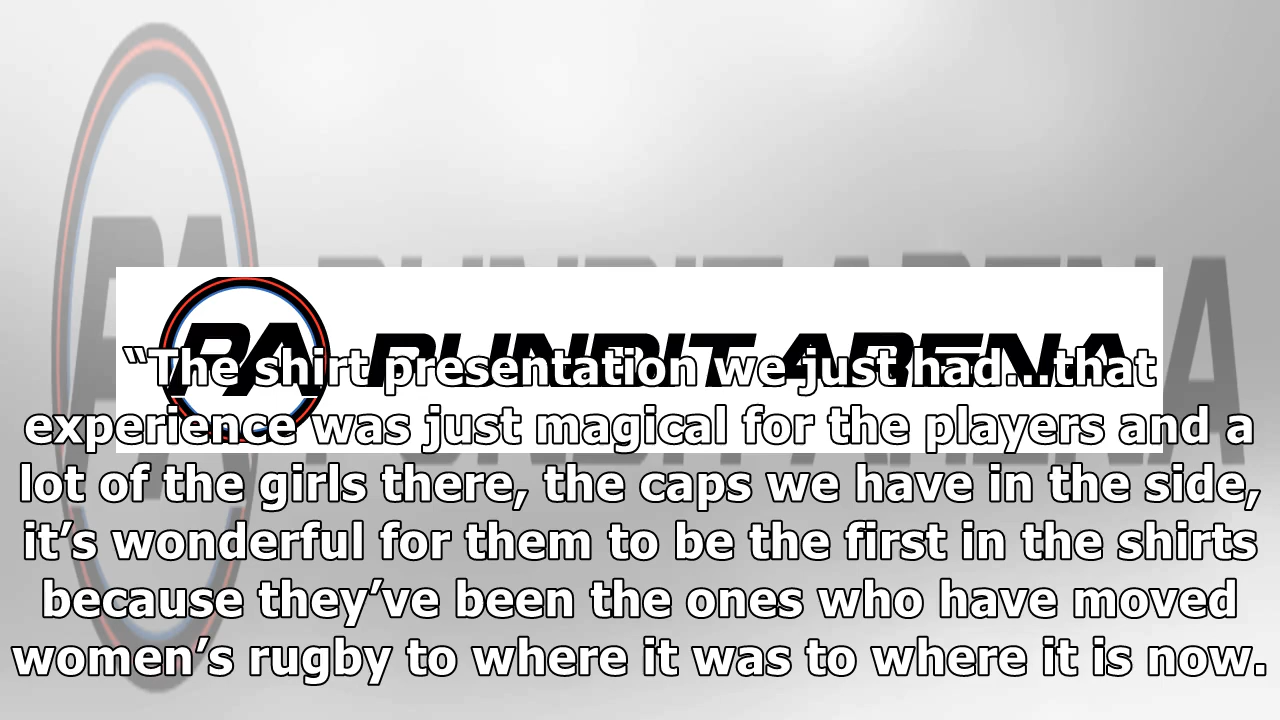 PA PUNDIT ARENA
“The shirt presentation we just had...that
experience was just magical for the players and a
lot of the girls there, the caps we have in the side,
it’s wonderful for them to be the first in the shirts
because they’ve been the ones who have moved
women’s rugby to where it was to where it is now.